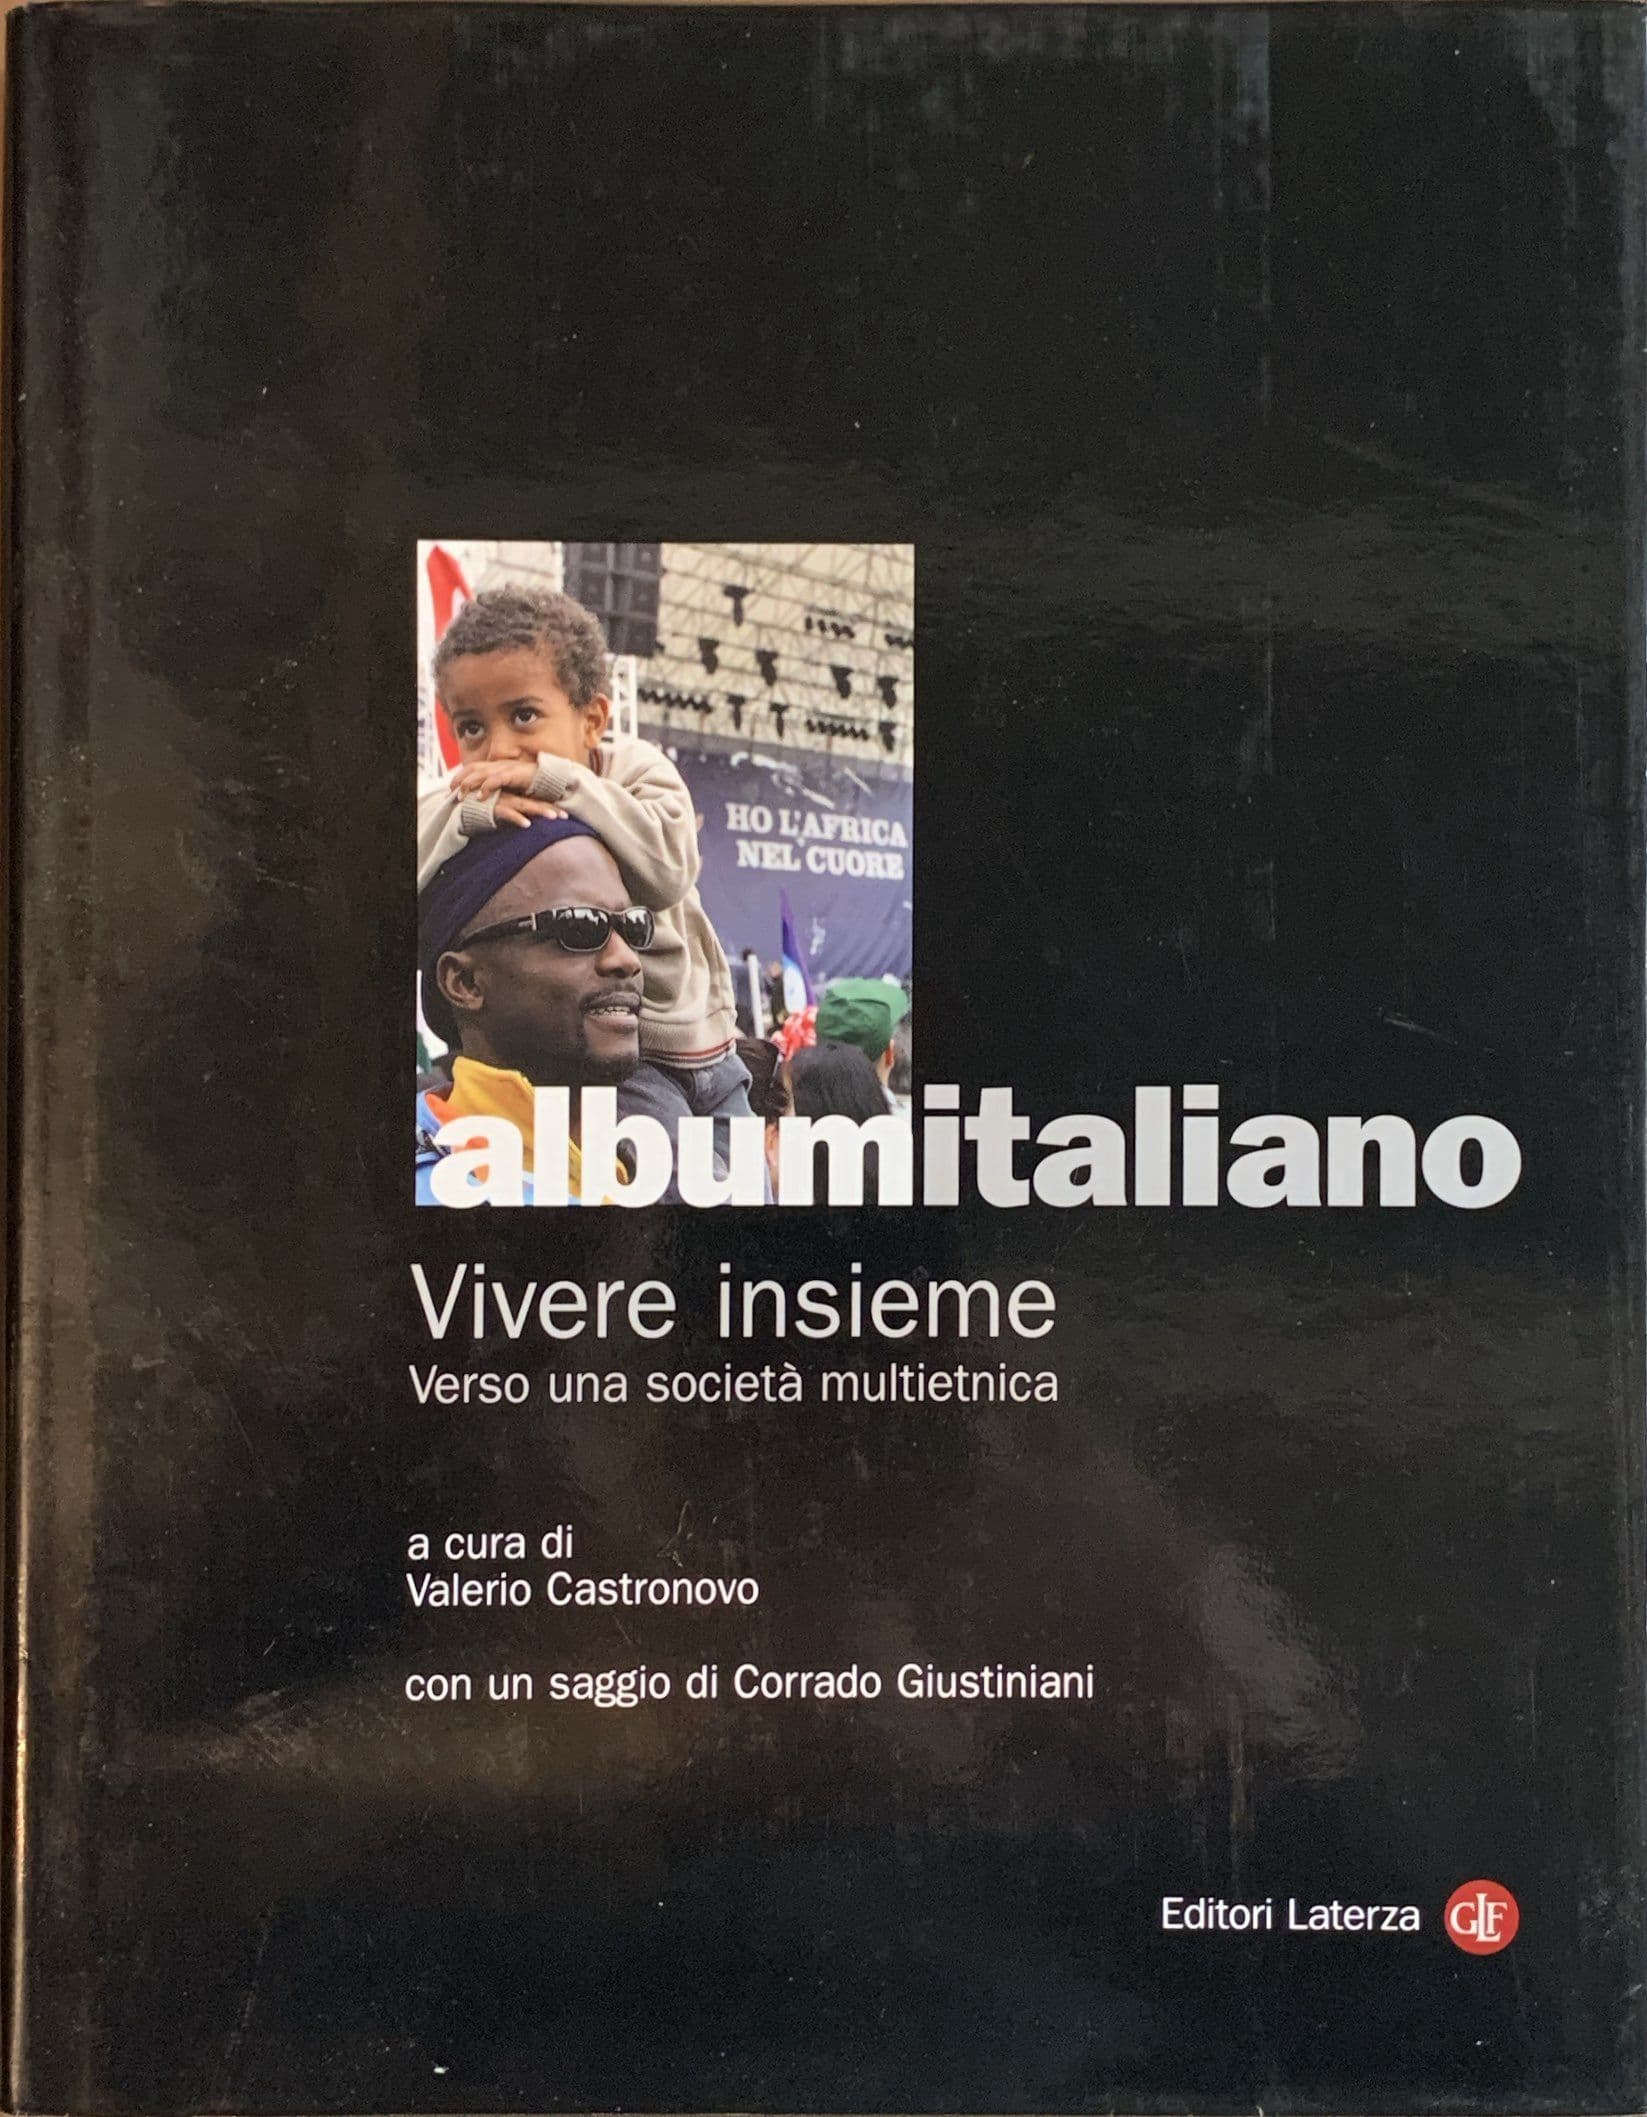 HO L'AFRICA
NEL CUORE
albumitaliano
Vivere insieme
Verso una società multietnica
a cura di
Valerio Castronovo
con un saggio di Corrado Giustiniani
Editori Laterza GLF